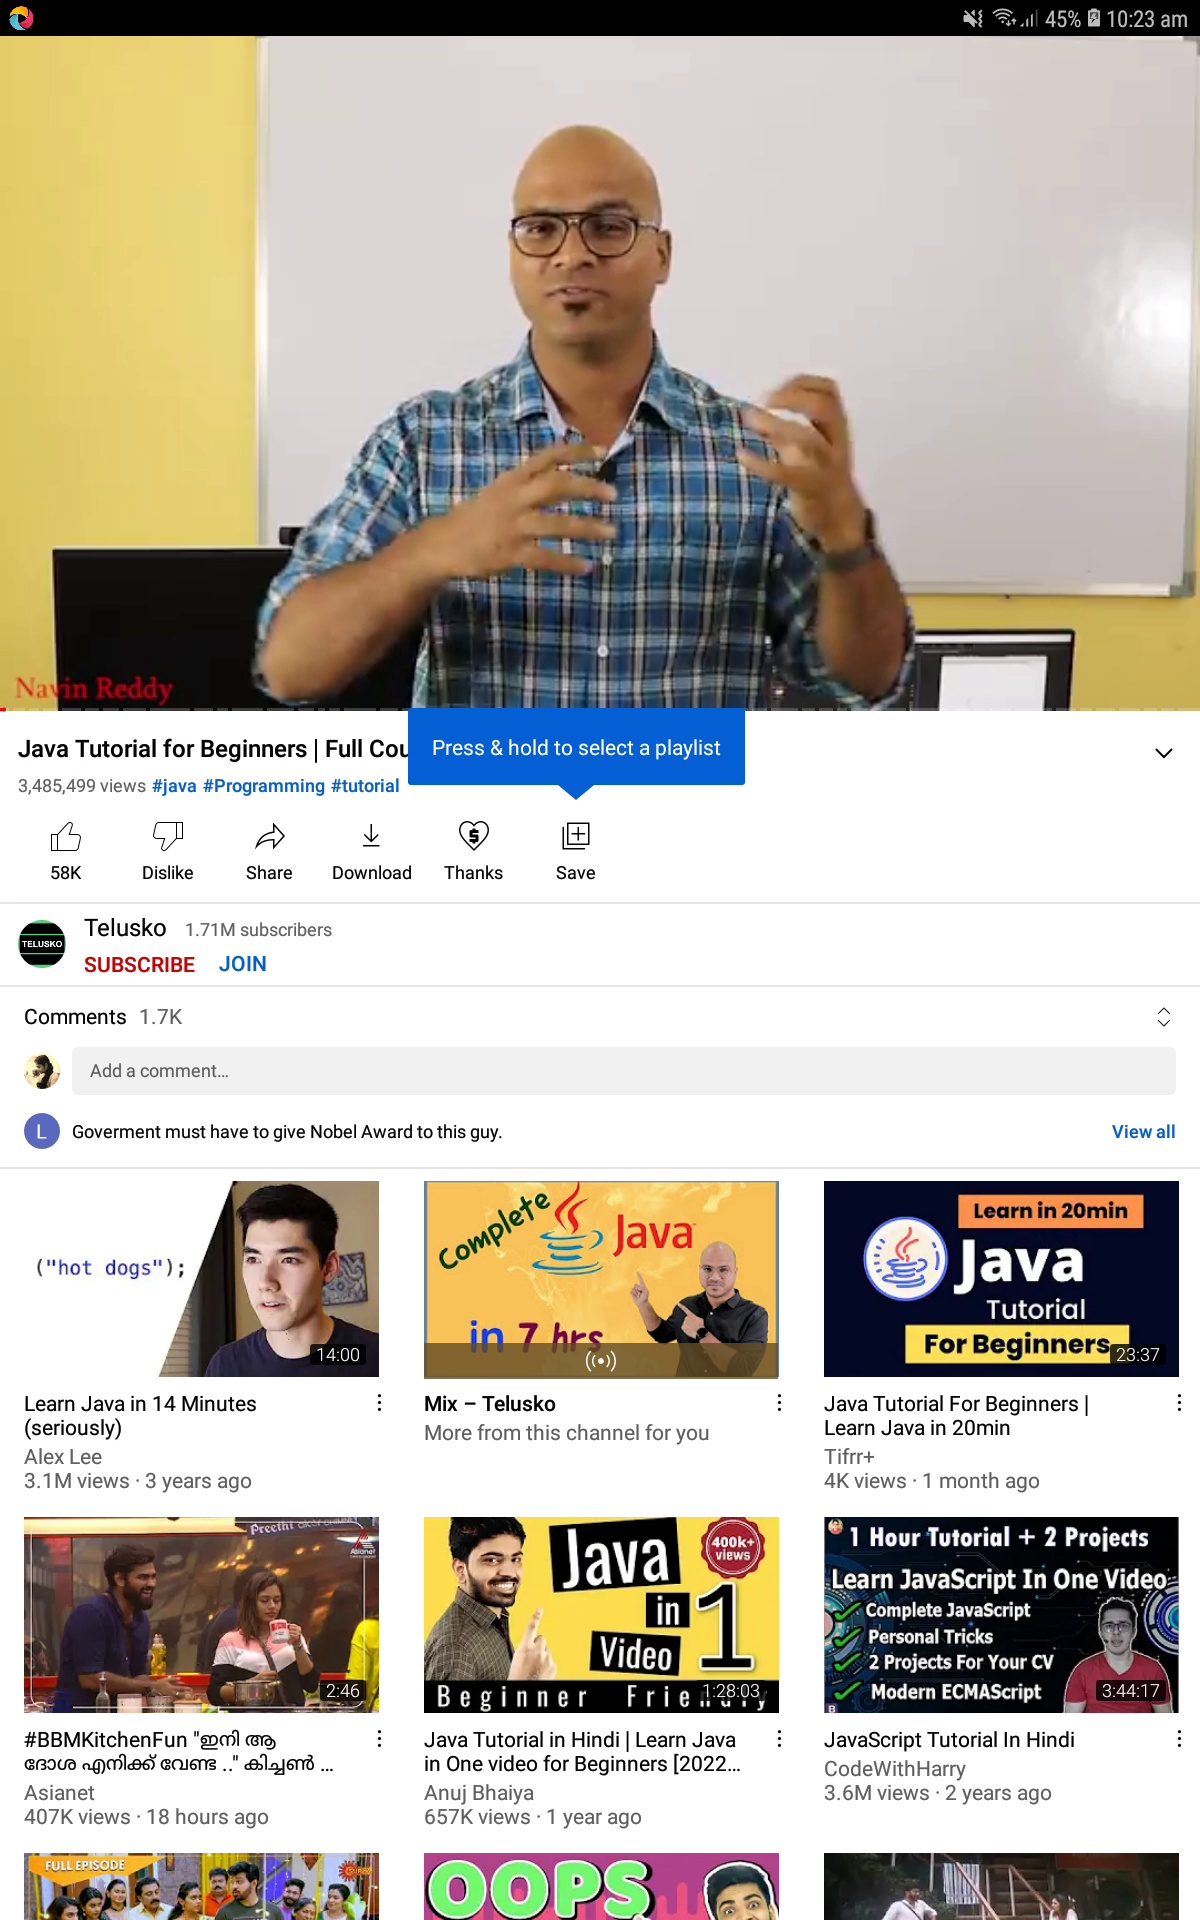 45% 10:23 am
Navin Reddy
Java Tutorial for Beginners | Full Cou
Press & hold to select a playlist
3,485,499 views #java #Programming #tutorial
58K Dislike Share Download Thanks Save
TELUSKO
Telusko 1.71M subscribers
SUBSCRIBE JOIN
Comments 1.7K
Add a comment...
L Goverment must have to give Nobel Award to this guy. View all
("hot dogs");
14:00
Learn Java in 14 Minutes
(seriously)
Alex Lee
3.1M views · 3 years ago
Complete
Java
in 7 hrs
Mix – Telusko
More from this channel for you
Learn in 20min
Java
Tutorial
For Beginners
23:37
Java Tutorial For Beginners |
Learn Java in 20min
Tifrr+
4K views · 1 month ago
Preethi
Asianet
2:46
#BBMKitchenFun "ഇനി ആ
ദോശ എനിക്ക് വേണ്ട .." കിച്ചൺ ...
Asianet
407K views · 18 hours ago
Java
400k+
views
in 1
Video
Beginner
1:28:03
Java Tutorial in Hindi | Learn Java
in One video for Beginners [2022...
Anuj Bhaiya
657K views · 1 year ago
1 Hour Tutorial + 2 Projects
Learn JavaScript In One Video
Complete JavaScript
Personal Tricks
2 Projects For Your CV
Modern ECMAScript
B
3:44:17
JavaScript Tutorial In Hindi
CodeWithHarry
3.6M views · 2 years ago
FULL EPISODE
OOPS